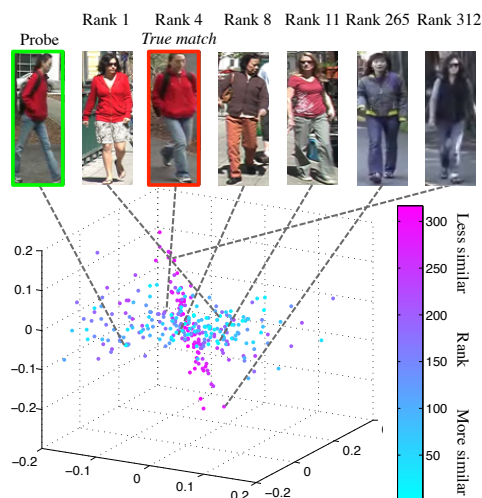 Rank 1
Rank 4
Rank 8
Rank 11
Rank 265
Rank 312
Probe
True match
0.2
0.1
0
−0.1
−0.2
−0.2
−0.1
0
0.1
0.2
−0.2
0
0.2
300
250
200
150
100
50
Less similar
Rank
More similar